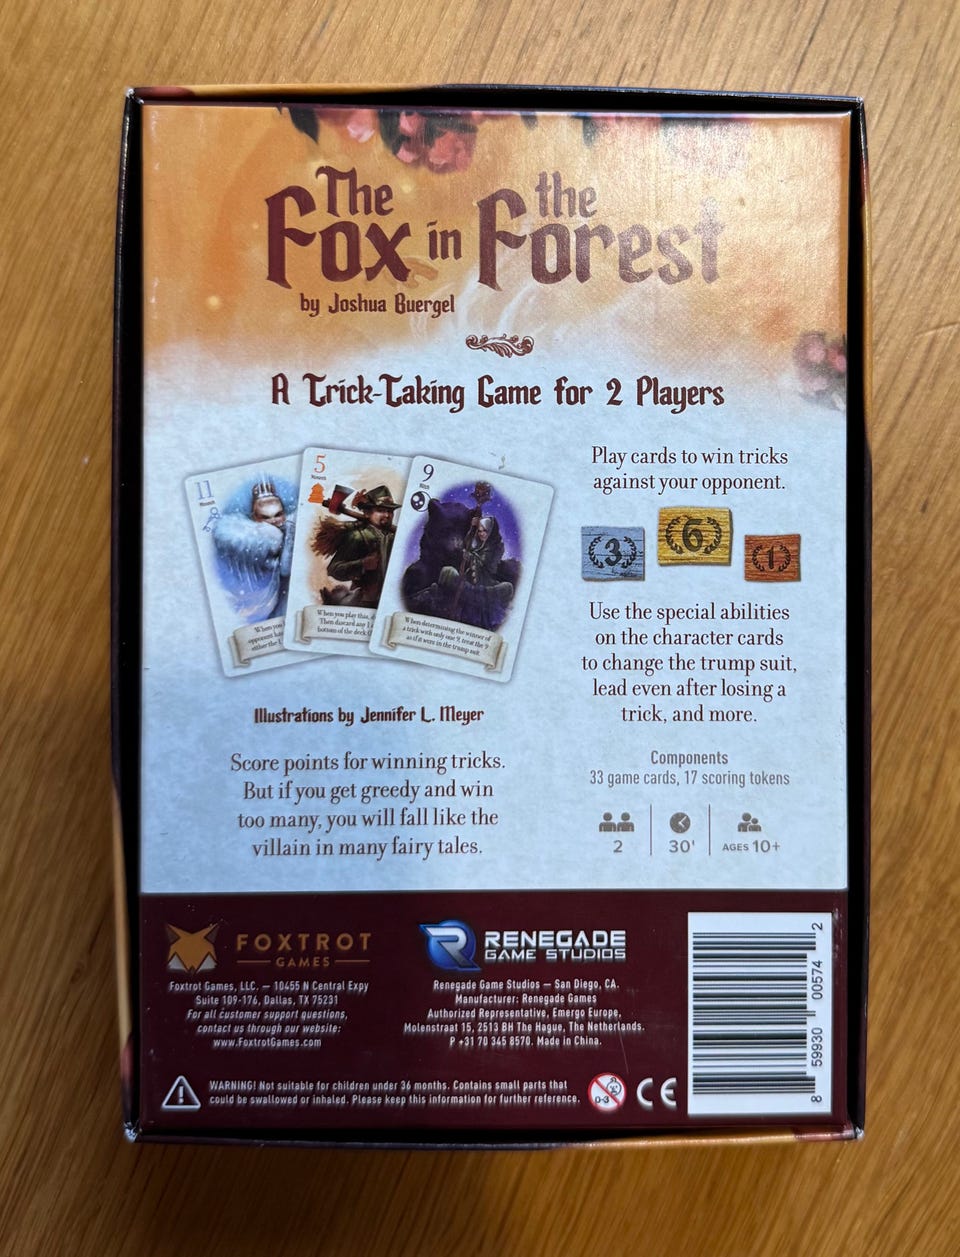 The Fox in the Forest
by Joshua Buergel
A Trick-Taking Game for 2 Players
11
5
9
When you play this,
Then discard any 1
bottom of the deck
When determining the winner of
a trick with only one 9, treat the 9
as if it were in the trump suit.
When you
opponent
either the
Play cards to win tricks
against your opponent.
3
6
1
Use the special abilities
on the character cards
to change the trump suit,
lead even after losing a
trick, and more.
Illustrations by Jennifer L. Meyer
Score points for winning tricks.
But if you get greedy and win
too many, you will fall like the
villain in many fairy tales.
Components
33 game cards, 17 scoring tokens
2
30'
AGES 10+
FOXTROT
GAMES
Foxtrot Games, LLC. — 10455 N Central Expy
Suite 109-176, Dallas, TX 75231
For all customer support questions,
contact us through our website:
www.FoxtrotGames.com
RENEGADE
GAME STUDIOS
Renegade Game Studios — San Diego, CA.
Manufacturer: Renegade Games
Authorized Representative, Emergo Europe,
Molenstraat 15, 2513 BH The Hague, The Netherlands.
P +31 70 345 8570. Made in China.
WARNING! Not suitable for children under 36 months. Contains small parts that
could be swallowed or inhaled. Please keep this information for further reference.
0-3
CE
8 59930 00574 2